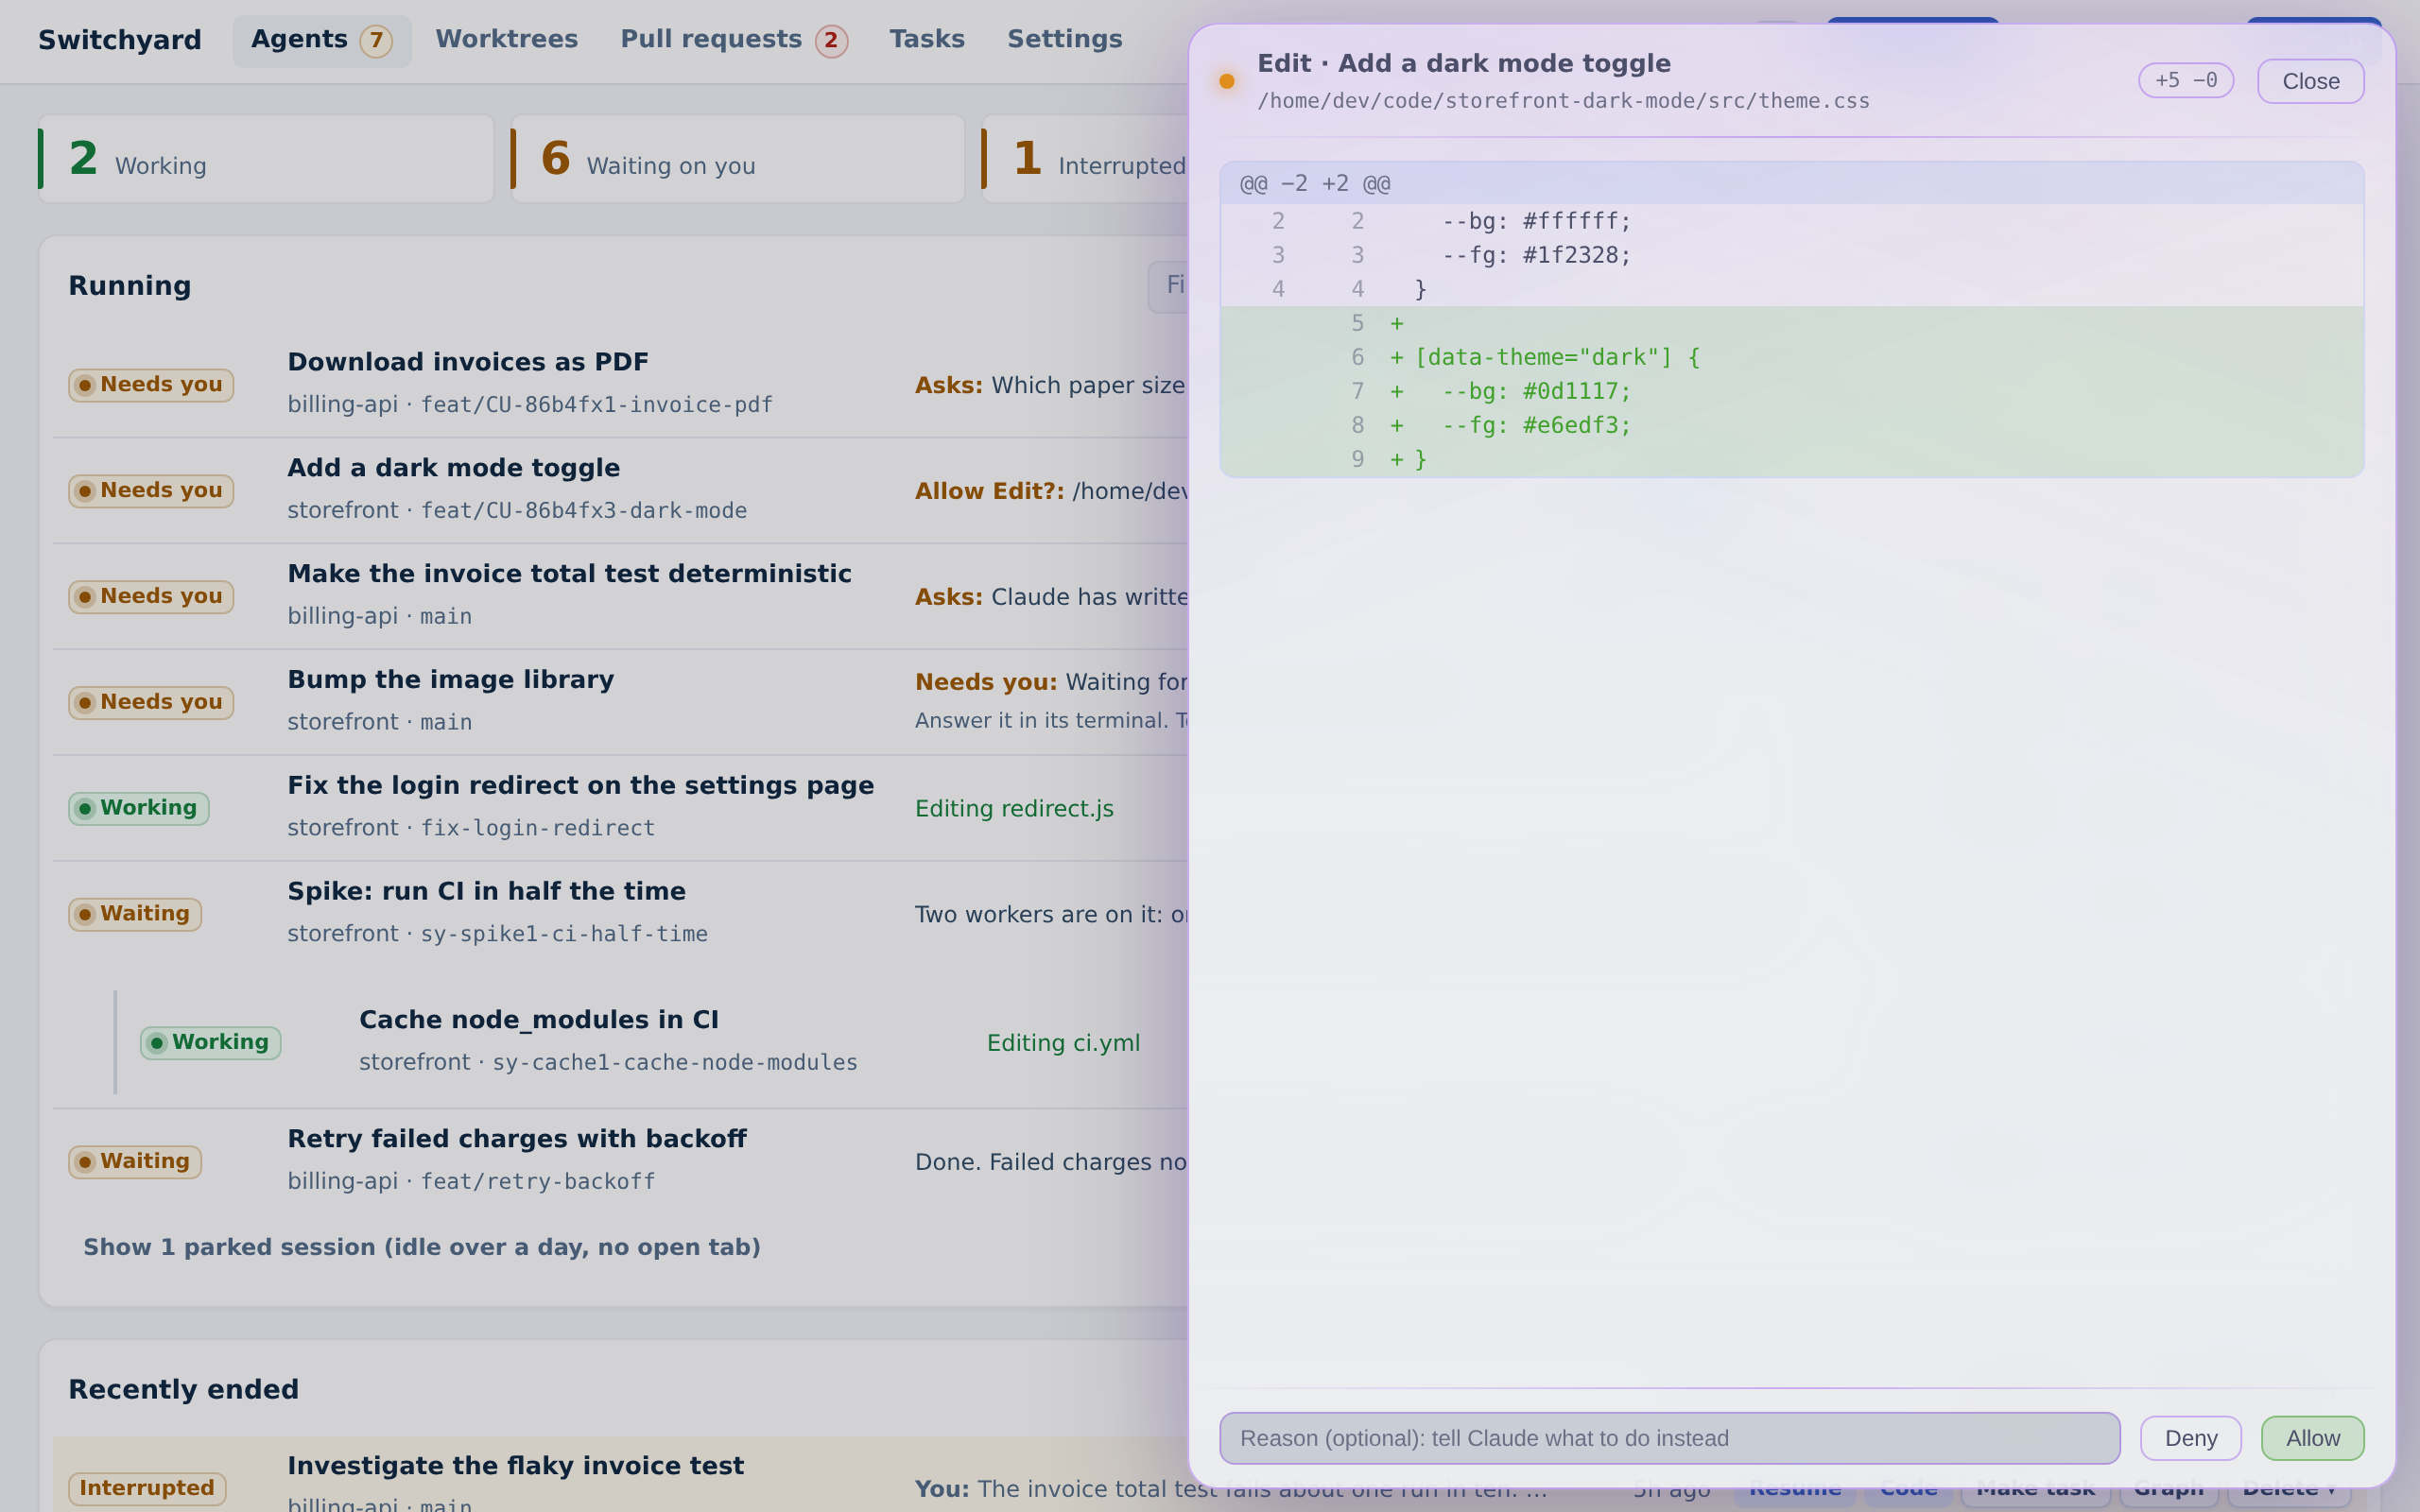 Switchyard Agents 7 Worktrees Pull requests 2 Tasks Settings
2 Working
6 Waiting on you
1 Interrupted
Running
Download invoices as PDF
Needs you
billing-api · feat/CU-86b4fx1-invoice-pdf
Asks: Which paper size
Add a dark mode toggle
Needs you
storefront · feat/CU-86b4fx3-dark-mode
Allow Edit?: /home/dev
Make the invoice total test deterministic
Needs you
billing-api · main
Asks: Claude has writte
Bump the image library
Needs you
storefront · main
Needs you: Waiting for
Answer it in its terminal.
Fix the login redirect on the settings page
Working
storefront · fix-login-redirect
Editing redirect.js
Spike: run CI in half the time
Waiting
storefront · sy-spike1-ci-half-time
Two workers are on it:
Cache node_modules in CI
Working
storefront · sy-cache1-cache-node-modules
Editing ci.yml
Retry failed charges with backoff
Waiting
billing-api · feat/retry-backoff
Done. Failed charges no
Show 1 parked session (idle over a day, no open tab)
Recently ended
Investigate the flaky invoice test
Interrupted
billing-api · main
You: The invoice total test fails about one run in ten. …
5h ago
Resume Code Make task Graph Delete
Edit · Add a dark mode toggle
/home/dev/code/storefront-dark-mode/src/theme.css
+5 −0
Close
@@ −2 +2 @@
2 2 --bg: #ffffff;
3 3 --fg: #1f2328;
4 4 }
5 +
6 + [data-theme="dark"] {
7 + --bg: #0d1117;
8 + --fg: #e6edf3;
9 + }
Reason (optional): tell Claude what to do instead
Deny
Allow